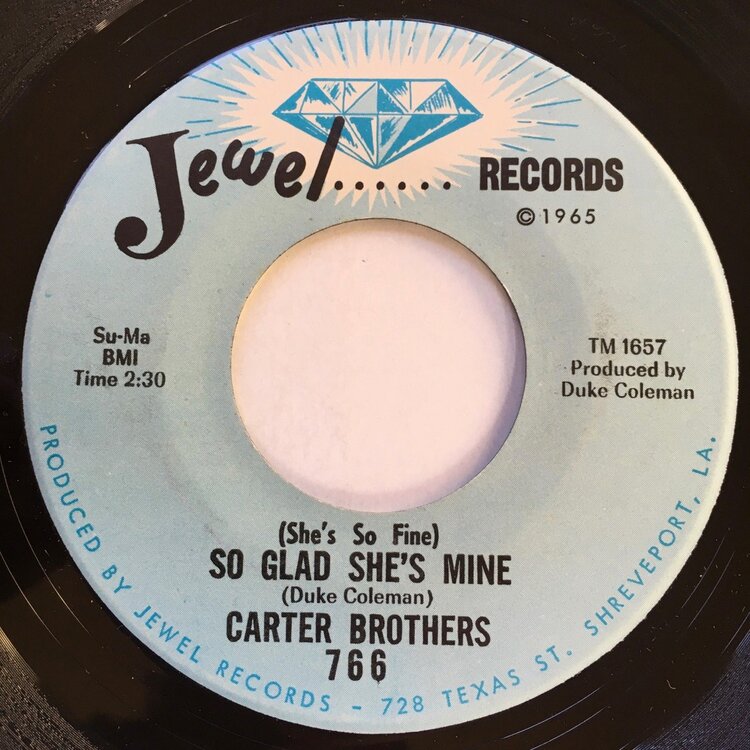 Jewel...... RECORDS
© 1965
Su-Ma
BMI
Time 2:30
TM 1657
Produced by
Duke Coleman
(She's So Fine)
SO GLAD SHE'S MINE
(Duke Coleman)
CARTER BROTHERS
766
PRODUCED BY JEWEL RECORDS - 728 TEXAS ST. SHREVEPORT, LA.